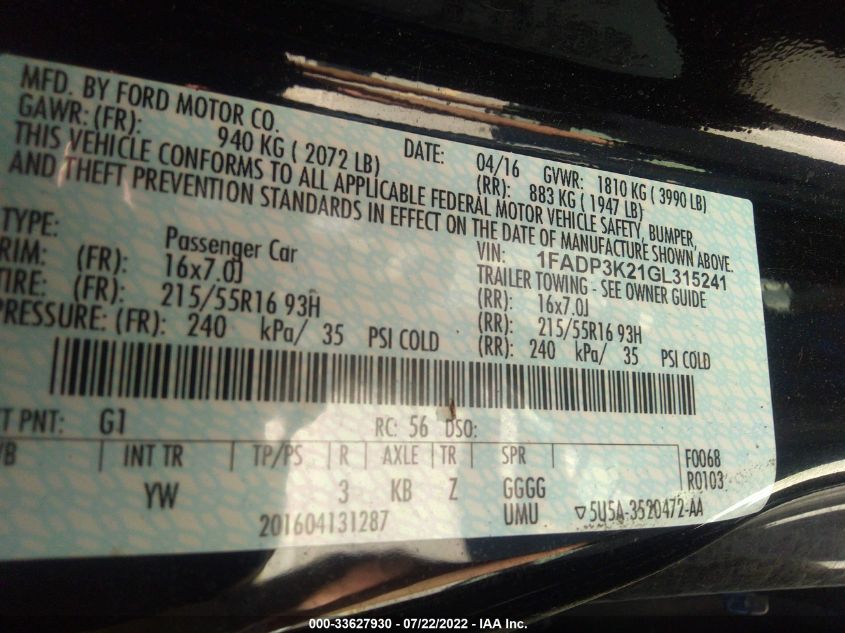 MFD. BY FORD MOTOR CO.
DATE: 04/16 GVWR: 1810 KG ( 3990 LB)
GAWR: (FR): 940 KG ( 2072 LB) (RR): 883 KG ( 1947 LB)
THIS VEHICLE CONFORMS TO ALL APPLICABLE FEDERAL MOTOR VEHICLE SAFETY, BUMPER,
AND THEFT PREVENTION STANDARDS IN EFFECT ON THE DATE OF MANUFACTURE SHOWN ABOVE.
VIN: 1FADP3K21GL315241
TYPE: Passenger Car TRAILER TOWING - SEE OWNER GUIDE
RIM: (FR): 16x7.0J (RR): 16x7.0J
TIRE: (FR): 215/55R16 93H (RR): 215/55R16 93H
PRESSURE: (FR): 240 kPa/ 35 PSI COLD (RR): 240 kPa/ 35 PSI COLD
T PNT: G1 RC: 56 DSO:
/B INT TR TP/PS R AXLE TR SPR F0068
YW 3 KB Z GGGG R0103
201604131287 UMU ▽5U5A-3520472-AA
000-33627930 - 07/22/2022 - IAA Inc.